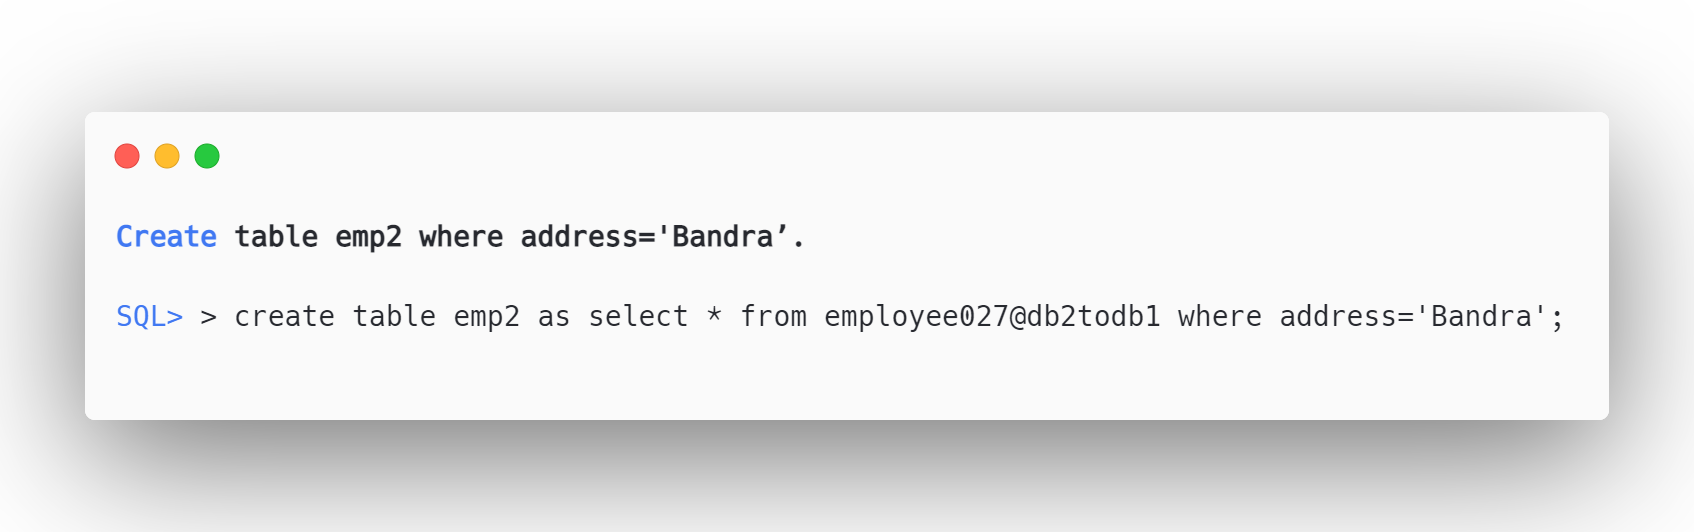 Create table emp2 where address='Bandra’.
SQL> > create table emp2 as select * from employee027@db2todb1 where address='Bandra';